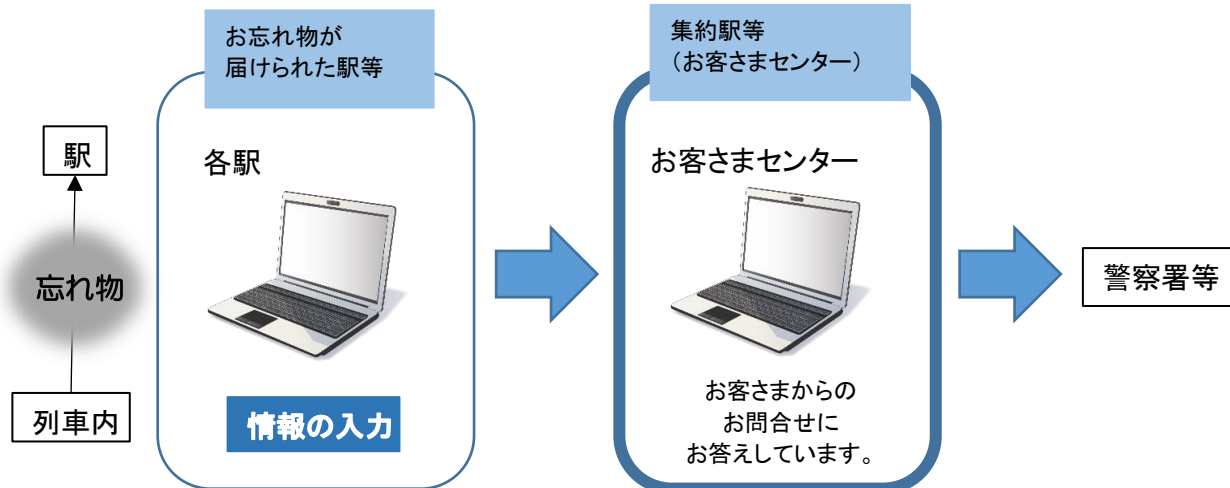 お忘れ物が
届けられた駅等
集約駅等
（お客さまセンター）
駅
各駅
お客さまセンター
忘れ物
警察署等
列車内
情報の入力
お客さまからの
お問合せに
お答えしています。